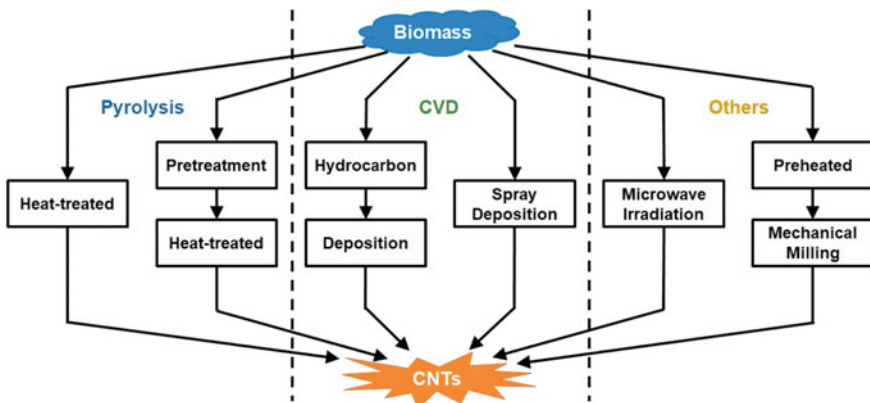 Biomass
Pyrolysis
CVD
Others
Pretreatment
Hydrocarbon
Preheated
Heat-treated
Spray
Deposition
Microwave
Irradiation
Heat-treated
Deposition
Mechanical
Milling
CNTs